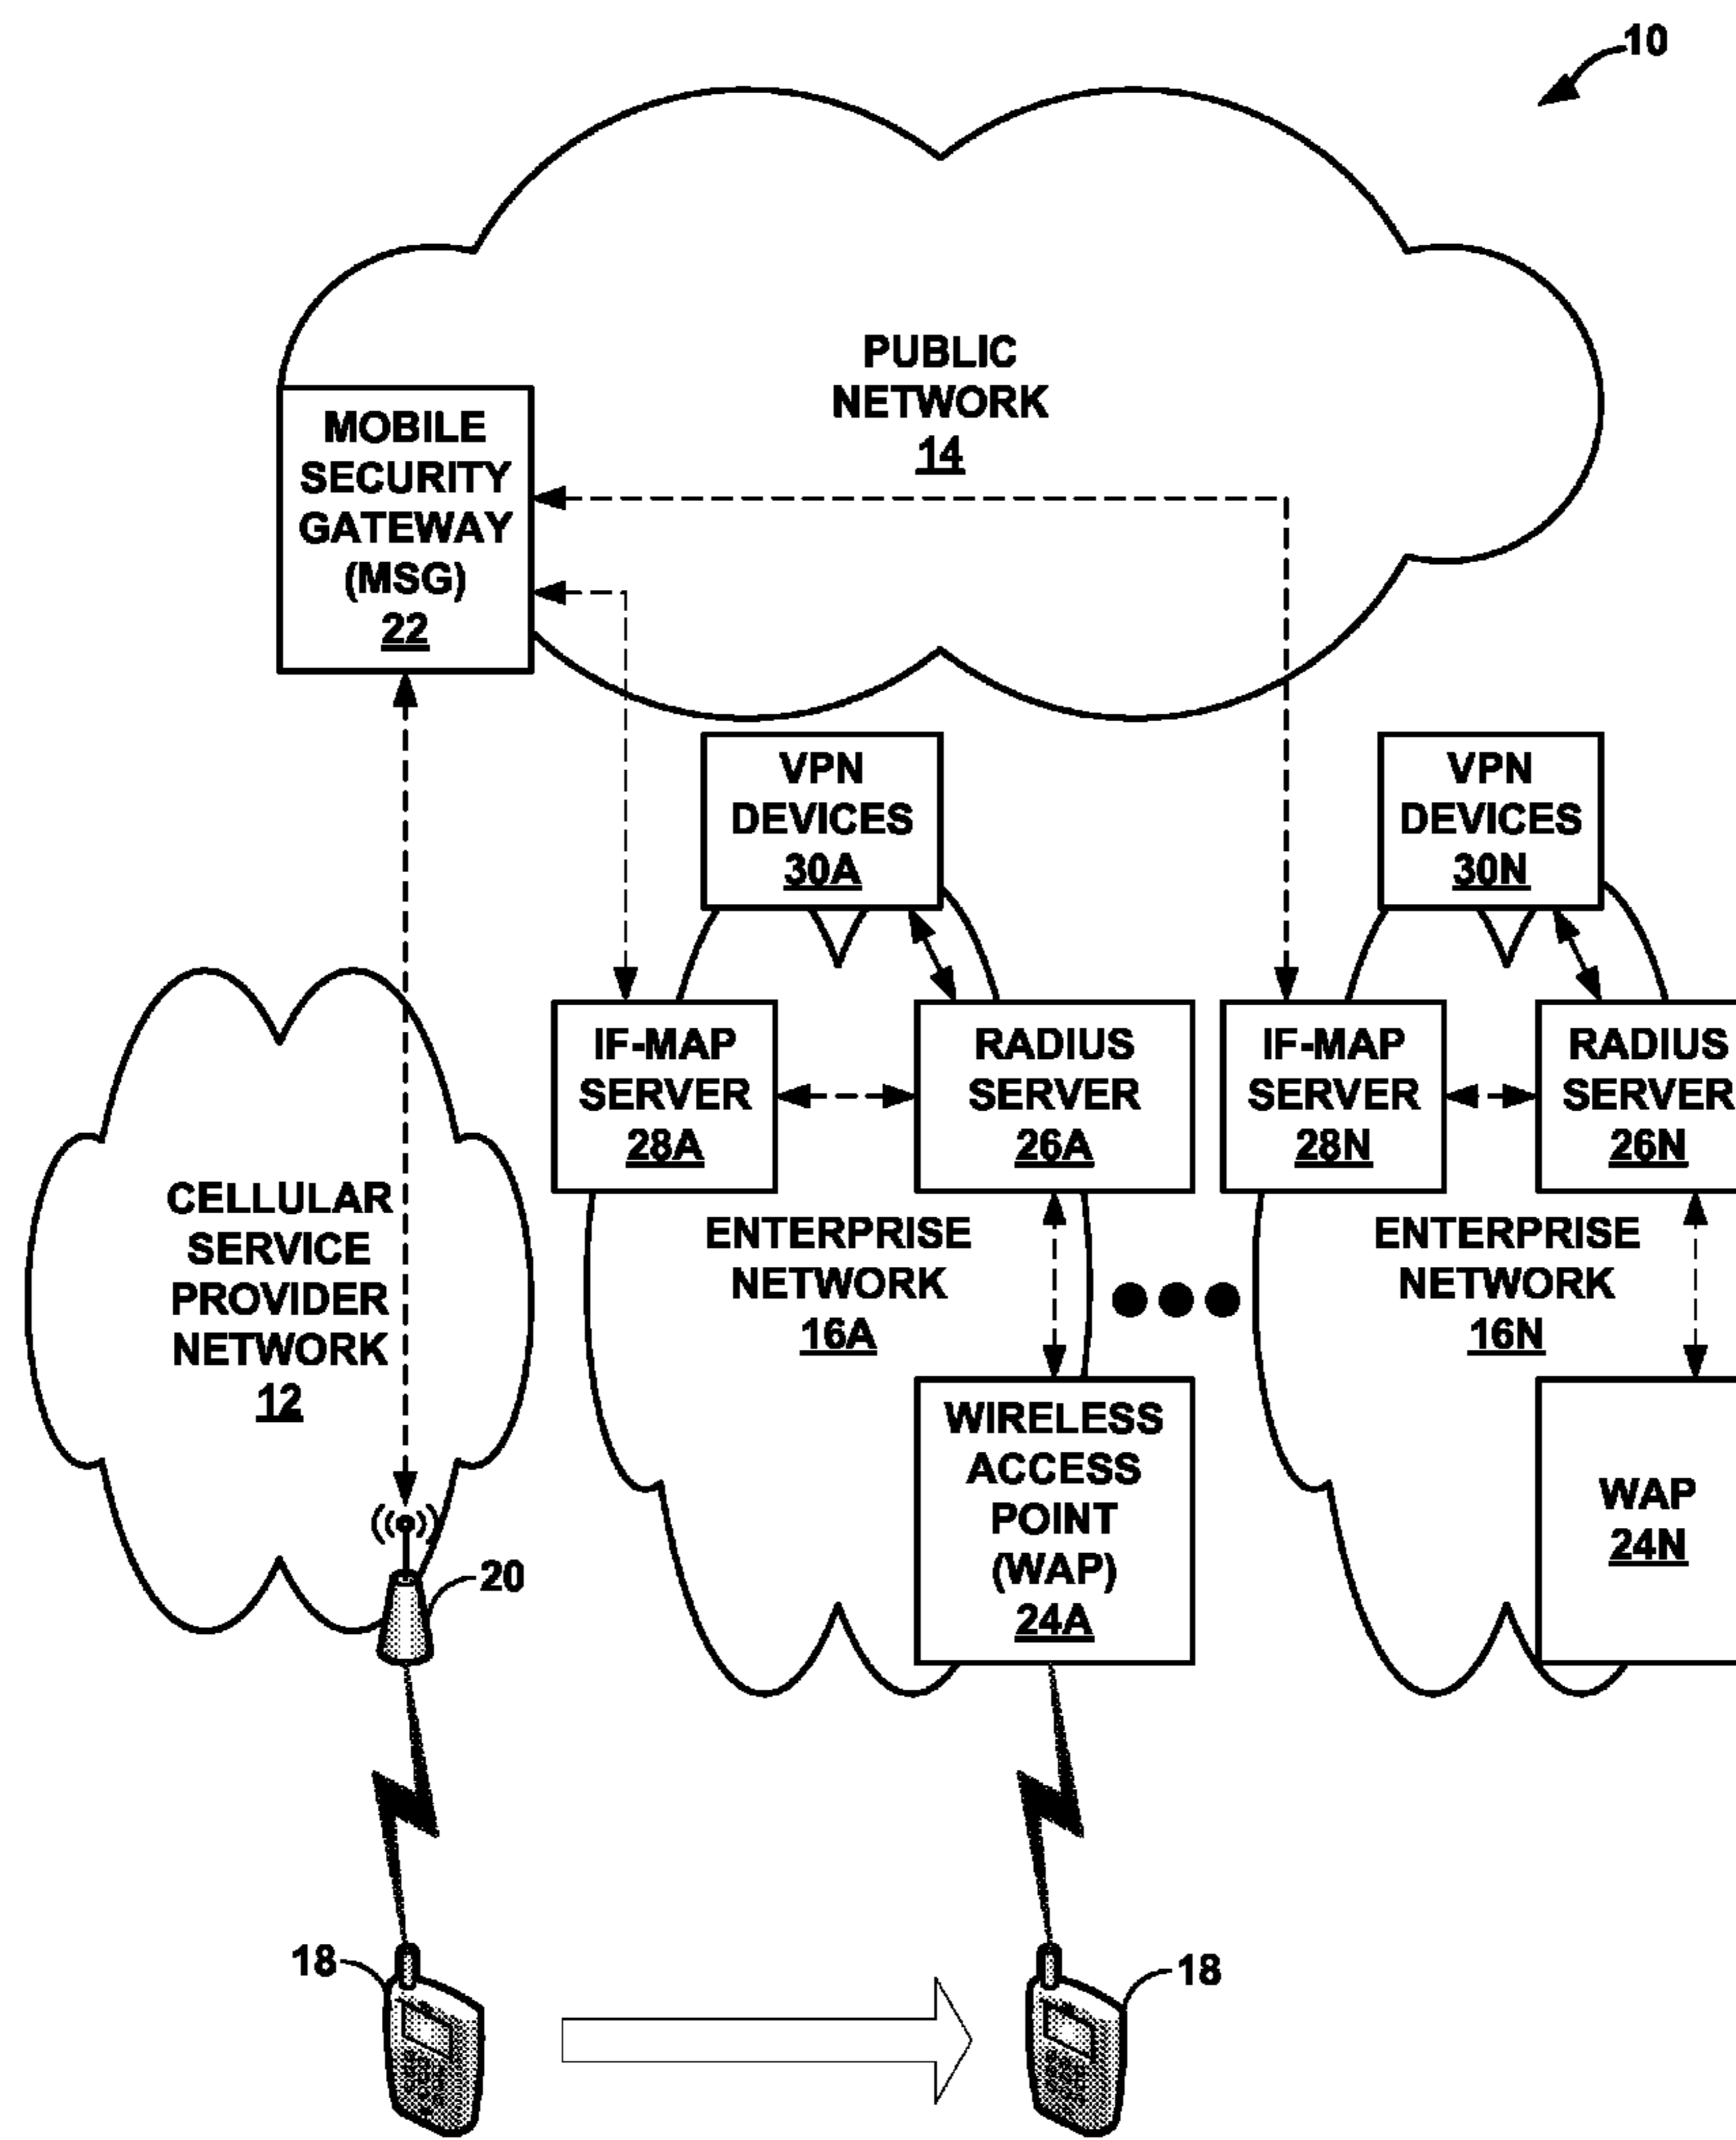 10
PUBLIC
NETWORK
14
MOBILE
SECURITY
GATEWAY
(MSG)
22
VPN
DEVICES
30A
VPN
DEVICES
30N
IF-MAP
SERVER
28A
RADIUS
SERVER
26A
IF-MAP
SERVER
28N
RADIUS
SERVER
26N
CELLULAR
SERVICE
PROVIDER
NETWORK
12
ENTERPRISE
NETWORK
16A
ENTERPRISE
NETWORK
16N
WIRELESS
ACCESS
POINT
(WAP)
24A
WAP
24N
20
18
18